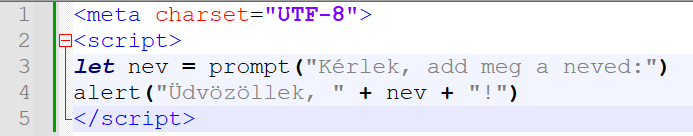 1 <meta charset="UTF-8">
2 <script>
3 let nev = prompt("Kérlek, add meg a neved:")
4 alert("Üdvözöllek, " + nev + "!")
5 </script>